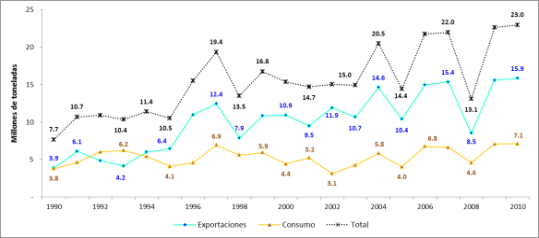 25
20
15
10
5
-
Millones de toneladas
7.7 10.7 10.4 11.4 10.5 19.4 13.5 16.8 14.7 15.0 20.5 14.4 22.0 13.1 23.0
3.9 6.1 4.2 6.4 12.4 7.9 10.9 9.5 11.9 10.7 14.6 10.4 15.4 8.5 15.9
3.8 6.2 4.1 6.9 5.9 4.4 5.2 3.1 5.8 4.0 6.8 4.6 7.1
1990 1992 1994 1996 1998 2000 2002 2004 2006 2008 2010
Exportaciones Consumo Total